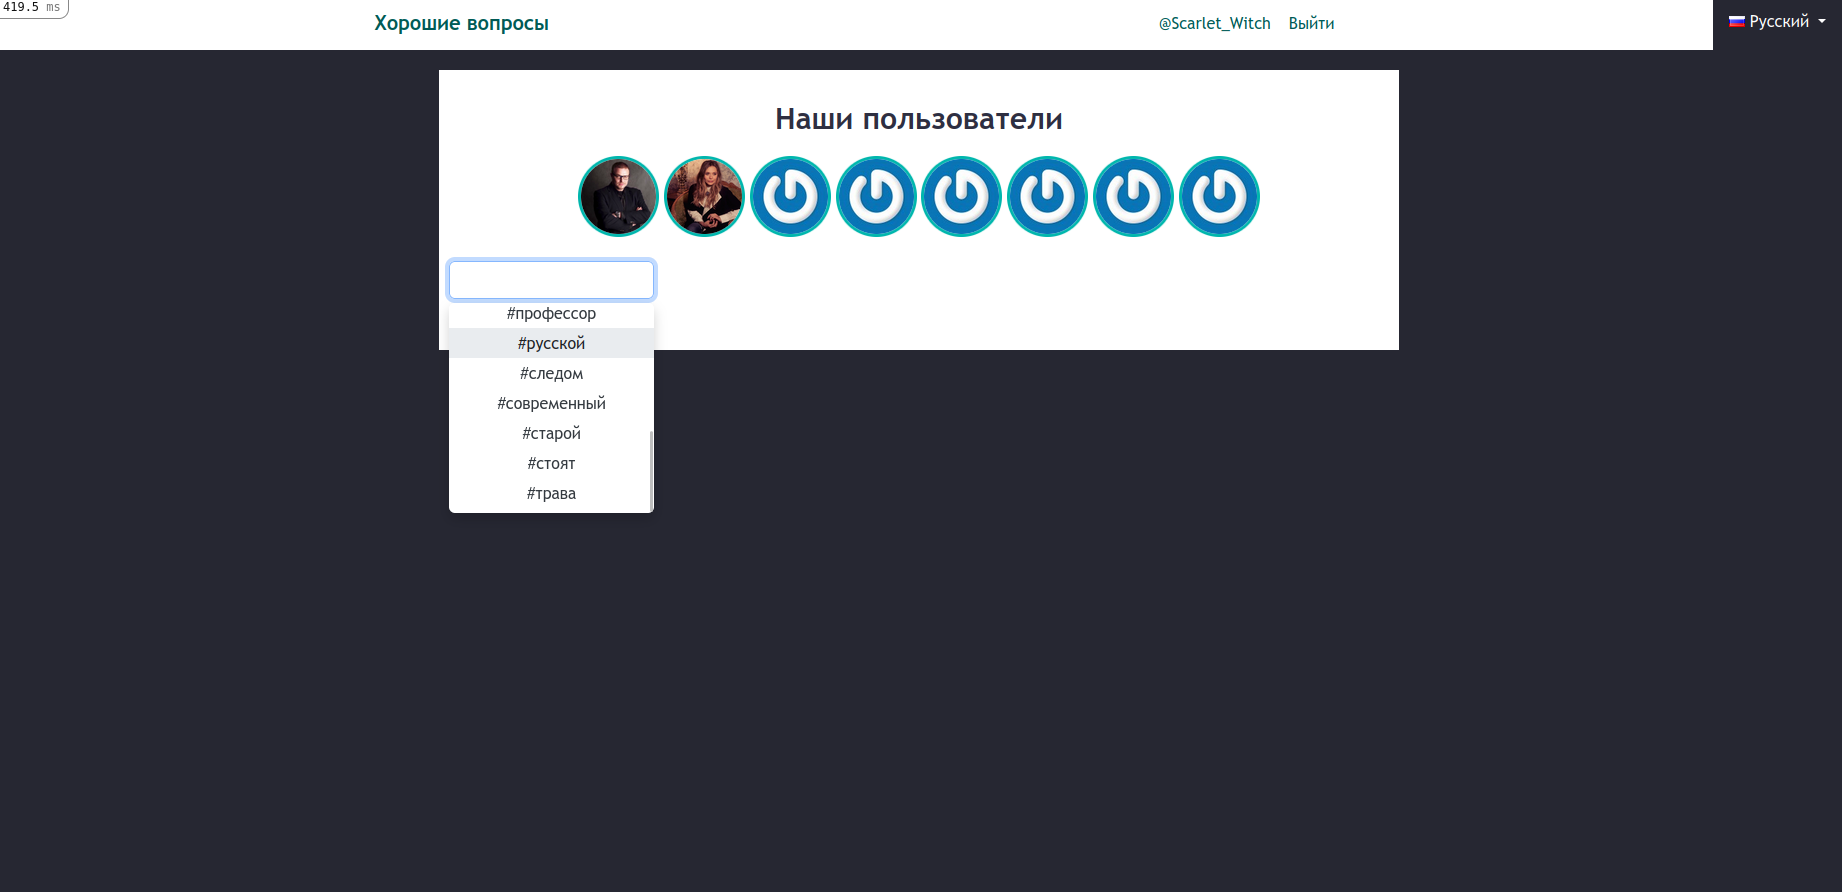 419.5 ms
Хорошие вопросы
@Scarlet_Witch
Выйти
Русский
Наши пользователи
#профессор
#русской
#следом
#современный
#старой
#стоят
#трава